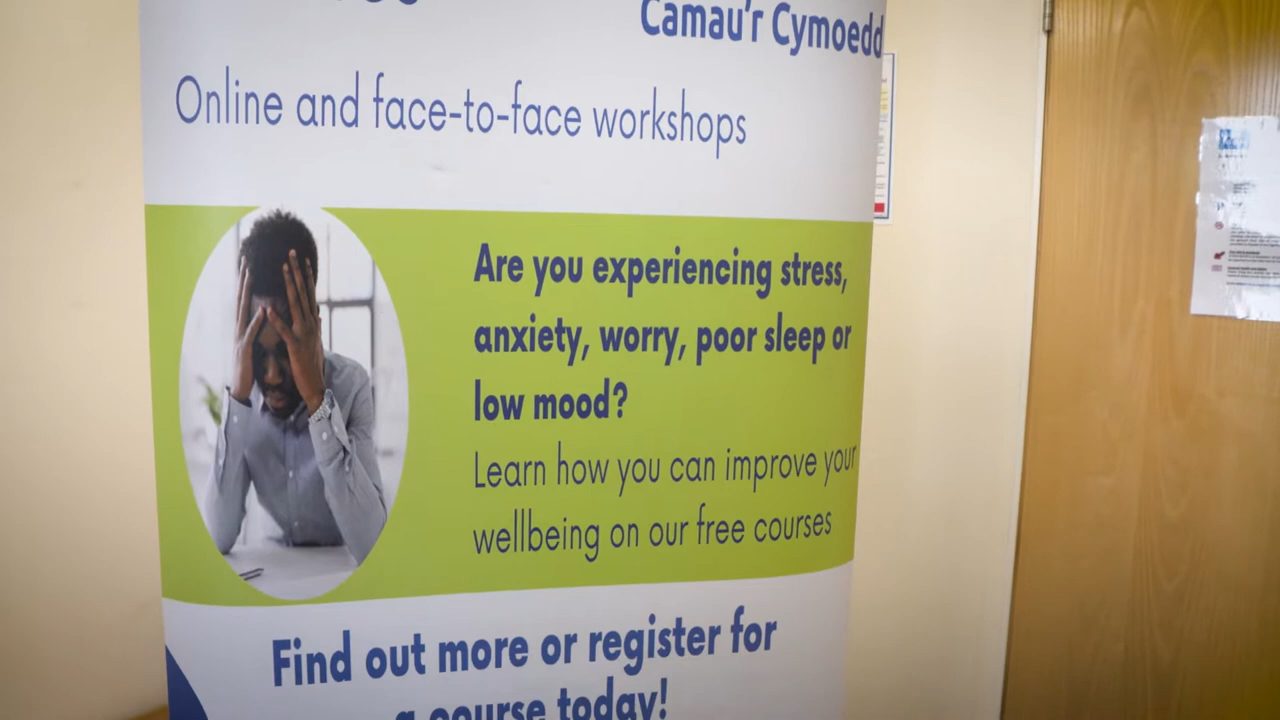 Camau'r Cymoedd
Online and face-to-face workshops
Are you experiencing stress,
anxiety, worry, poor sleep or
low mood?
Learn how you can improve your
wellbeing on our free courses
Find out more or register for
a course today!